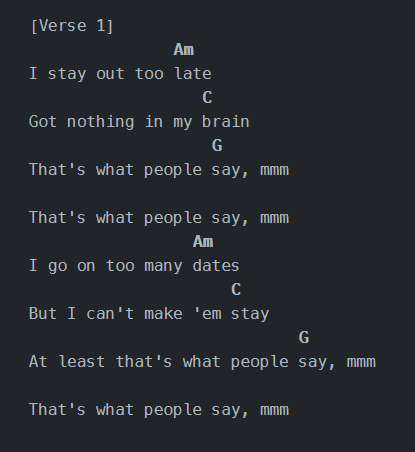 [Verse 1]
Am
I stay out too late
C
Got nothing in my brain
G
That's what people say, mmm
That's what people say, mmm
Am
I go on too many dates
C
But I can't make 'em stay
G
At least that's what people say, mmm
That's what people say, mmm